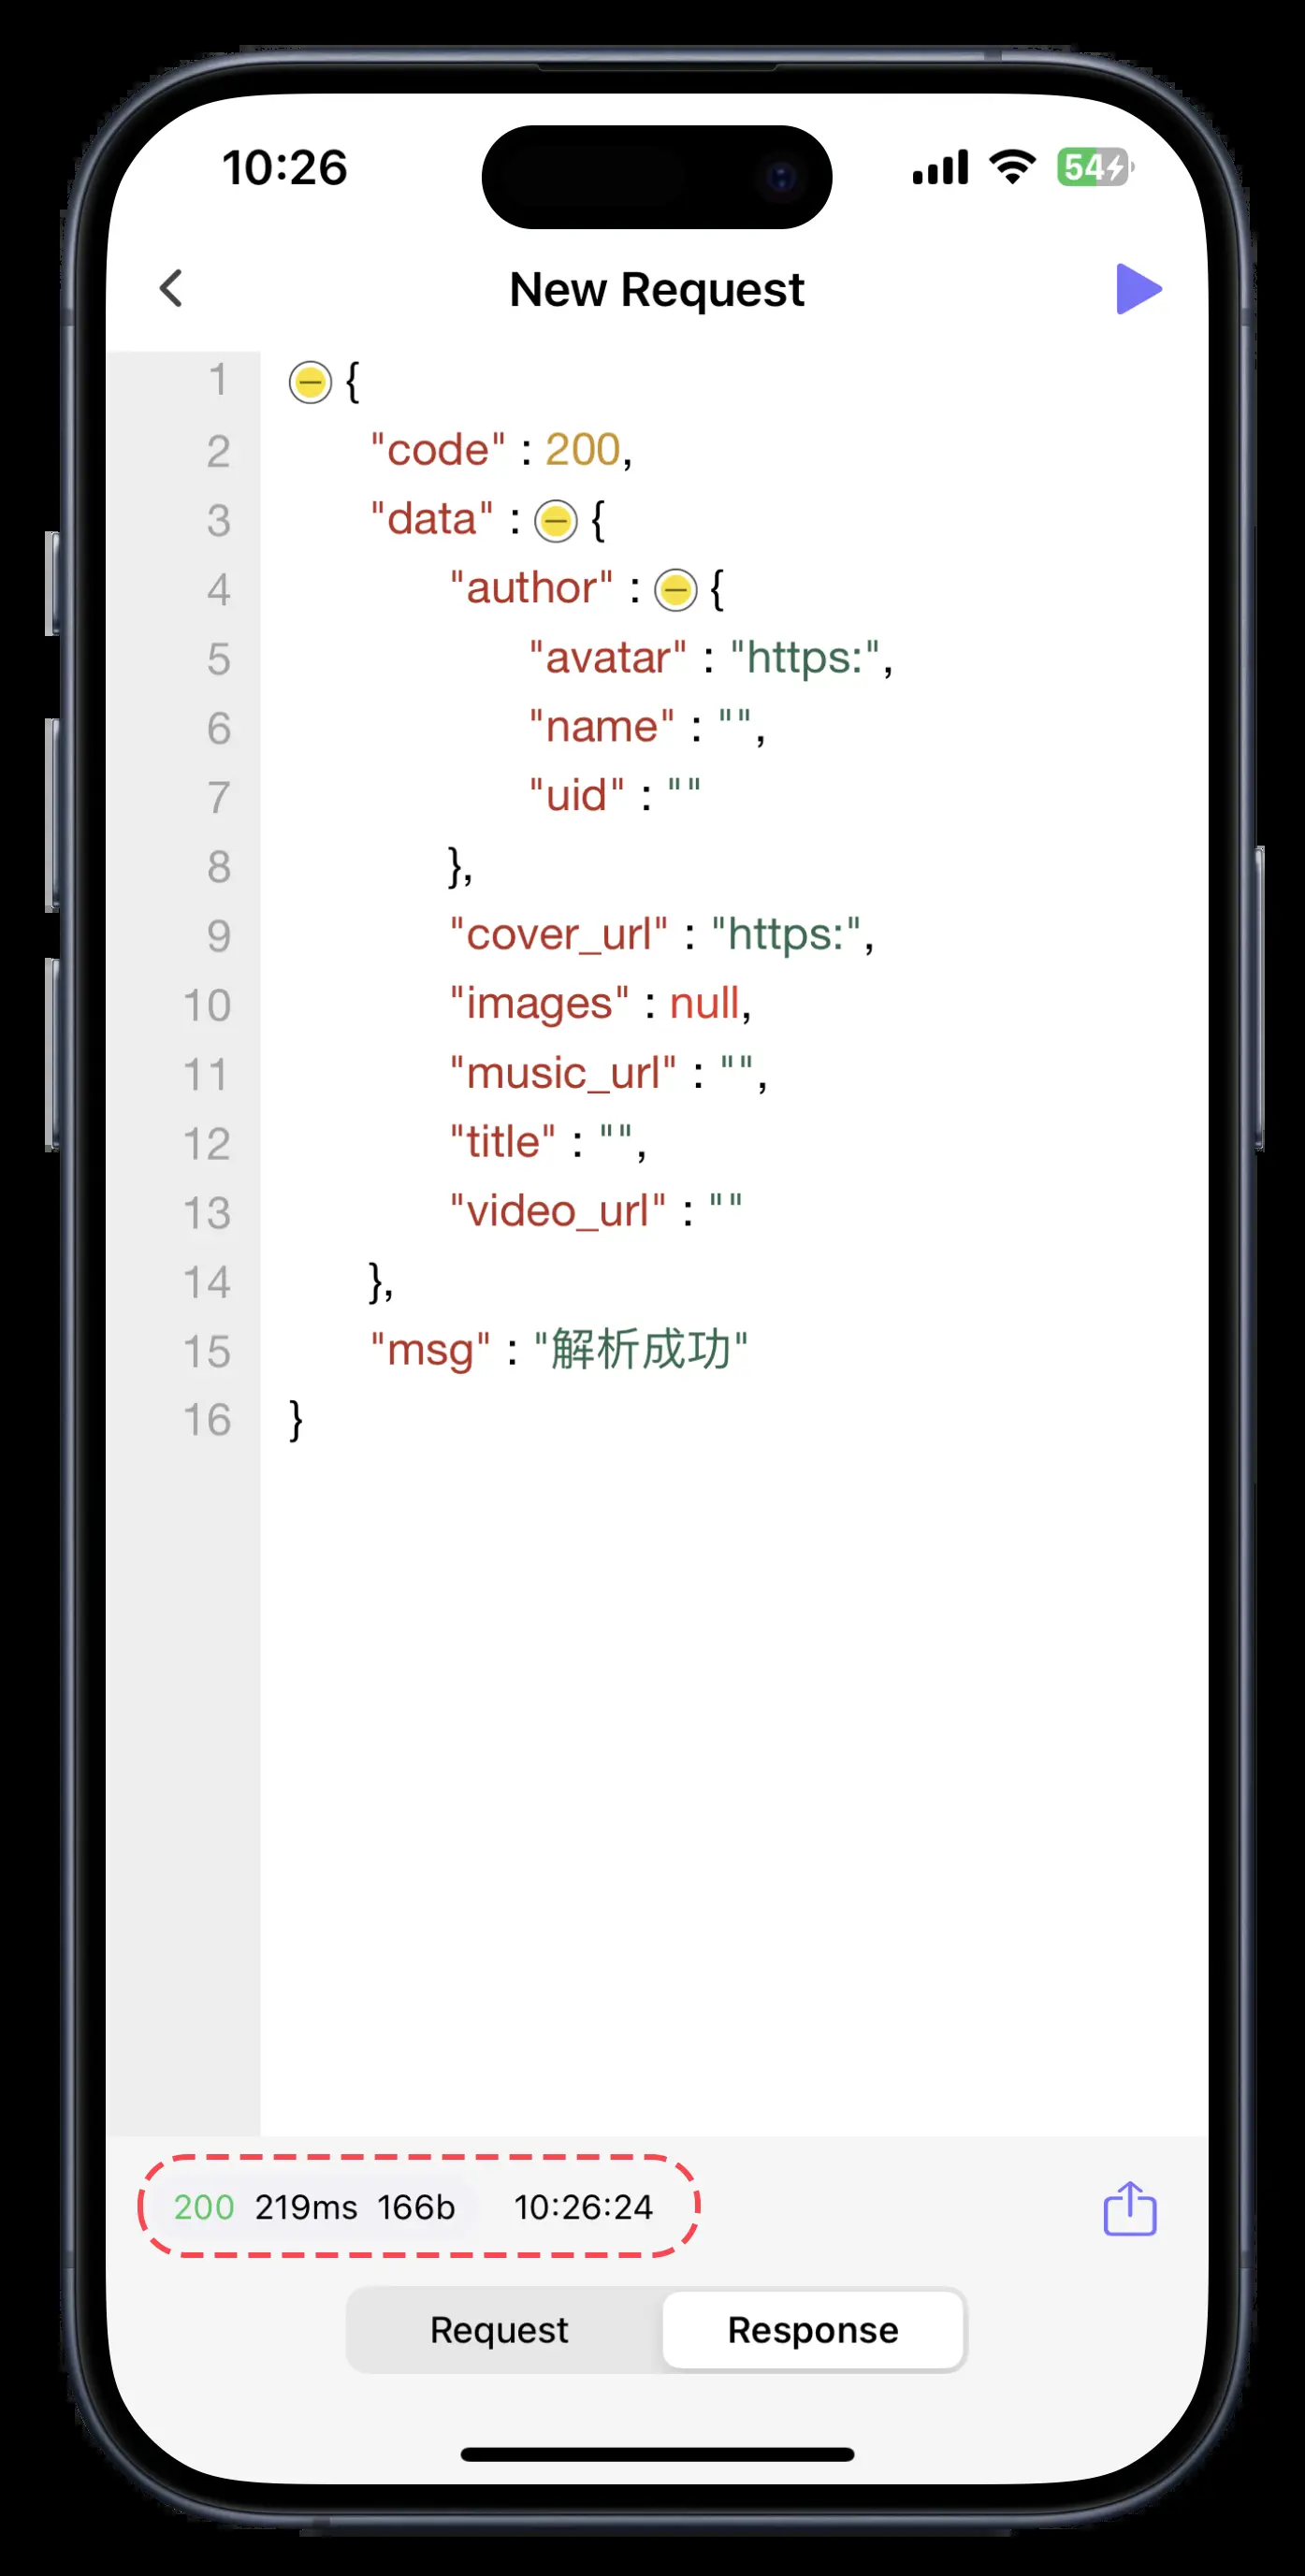 10:26 54
New Request
1 {
2 "code" : 200,
3 "data" : {
4 "author" : {
5 "avatar" : "https:",
6 "name" : "",
7 "uid" : ""
8 },
9 "cover_url" : "https:",
10 "images" : null,
11 "music_url" : "",
12 "title" : "",
13 "video_url" : ""
14 },
15 "msg" : "解析成功"
16 }
200 219ms 166b 10:26:24
Request Response